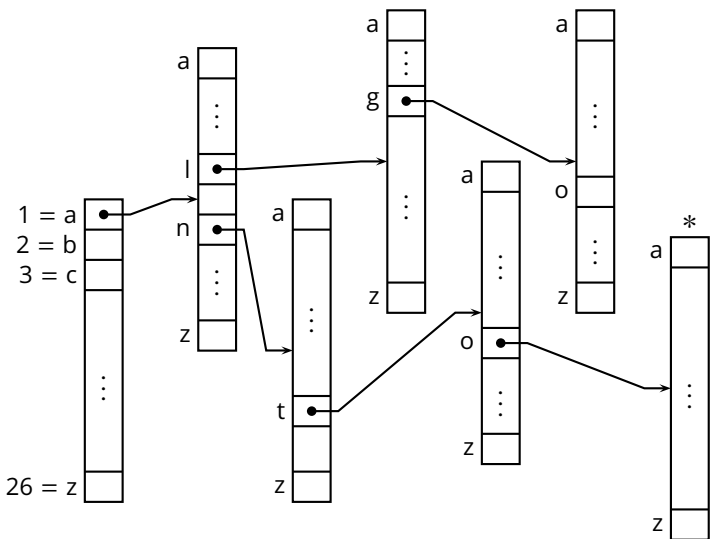 1 = a
2 = b
3 = c
⋮
26 = z
a
⋮
l
n
⋮
z
a
⋮
t
z
a
⋮
g
⋮
z
a
⋮
o
⋮
z
a
⋮
o
⋮
z
*
a
⋮
z